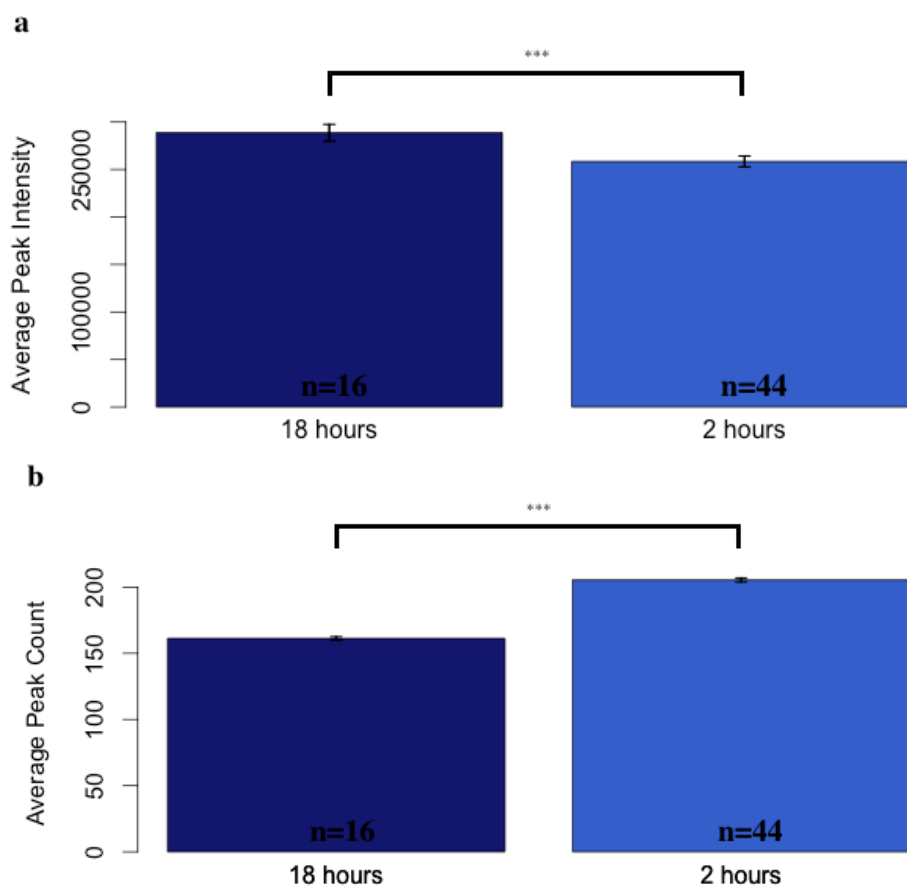 a
***
Average Peak Intensity
250000
100000
0
n=16
n=44
18 hours
2 hours
b
***
Average Peak Count
200
150
100
50
0
n=16
n=44
18 hours
2 hours